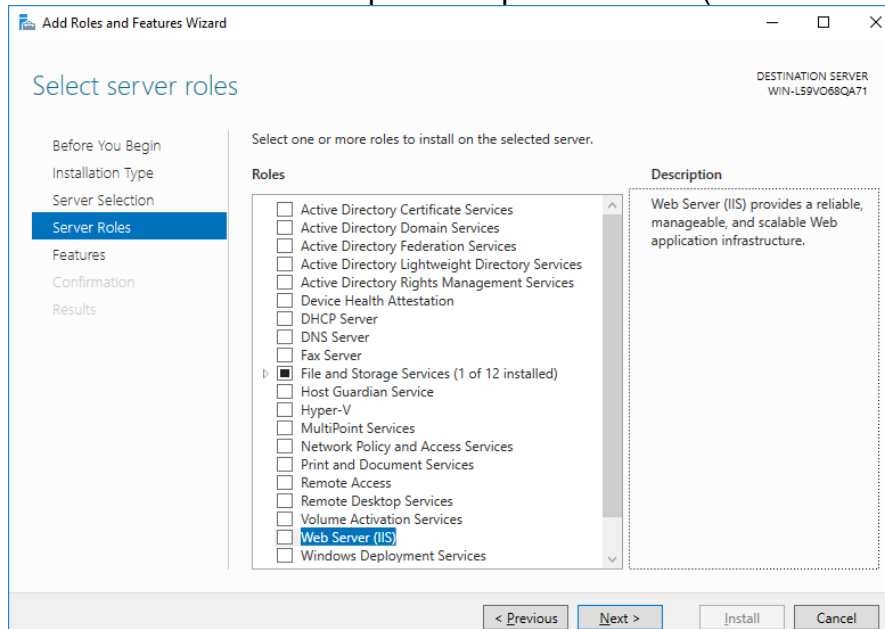 Add Roles and Features Wizard
Select server roles
DESTINATION SERVER
WIN-L59VO68QA71
Before You Begin
Installation Type
Server Selection
Server Roles
Features
Confirmation
Results
Select one or more roles to install on the selected server.
Roles
Active Directory Certificate Services
Active Directory Domain Services
Active Directory Federation Services
Active Directory Lightweight Directory Services
Active Directory Rights Management Services
Device Health Attestation
DHCP Server
DNS Server
Fax Server
File and Storage Services (1 of 12 installed)
Host Guardian Service
Hyper-V
MultiPoint Services
Network Policy and Access Services
Print and Document Services
Remote Access
Remote Desktop Services
Volume Activation Services
Web Server (IIS)
Windows Deployment Services
Description
Web Server (IIS) provides a reliable,
manageable, and scalable Web
application infrastructure.
< Previous
Next >
Install
Cancel